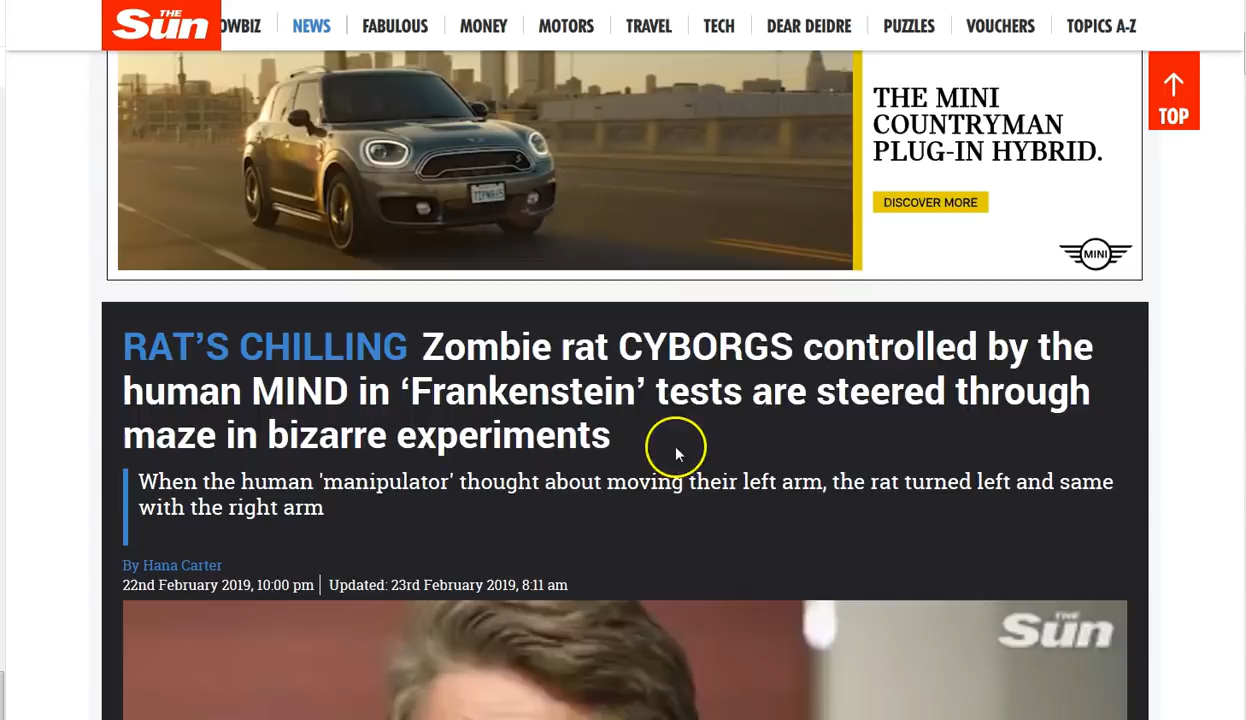 THE
Sun
OWBIZ
NEWS
FABULOUS
MONEY
MOTORS
TRAVEL
TECH
DEAR DEIDRE
PUZZLES
VOUCHERS
TOPICS A-Z
TOP
THE MINI
COUNTRYMAN
PLUG-IN HYBRID.
DISCOVER MORE
MINI
RAT’S CHILLING Zombie rat CYBORGS controlled by the
human MIND in ‘Frankenstein’ tests are steered through
maze in bizarre experiments
When the human 'manipulator' thought about moving their left arm, the rat turned left and same
with the right arm
By Hana Carter
22nd February 2019, 10:00 pm | Updated: 23rd February 2019, 8:11 am
THE
Sun